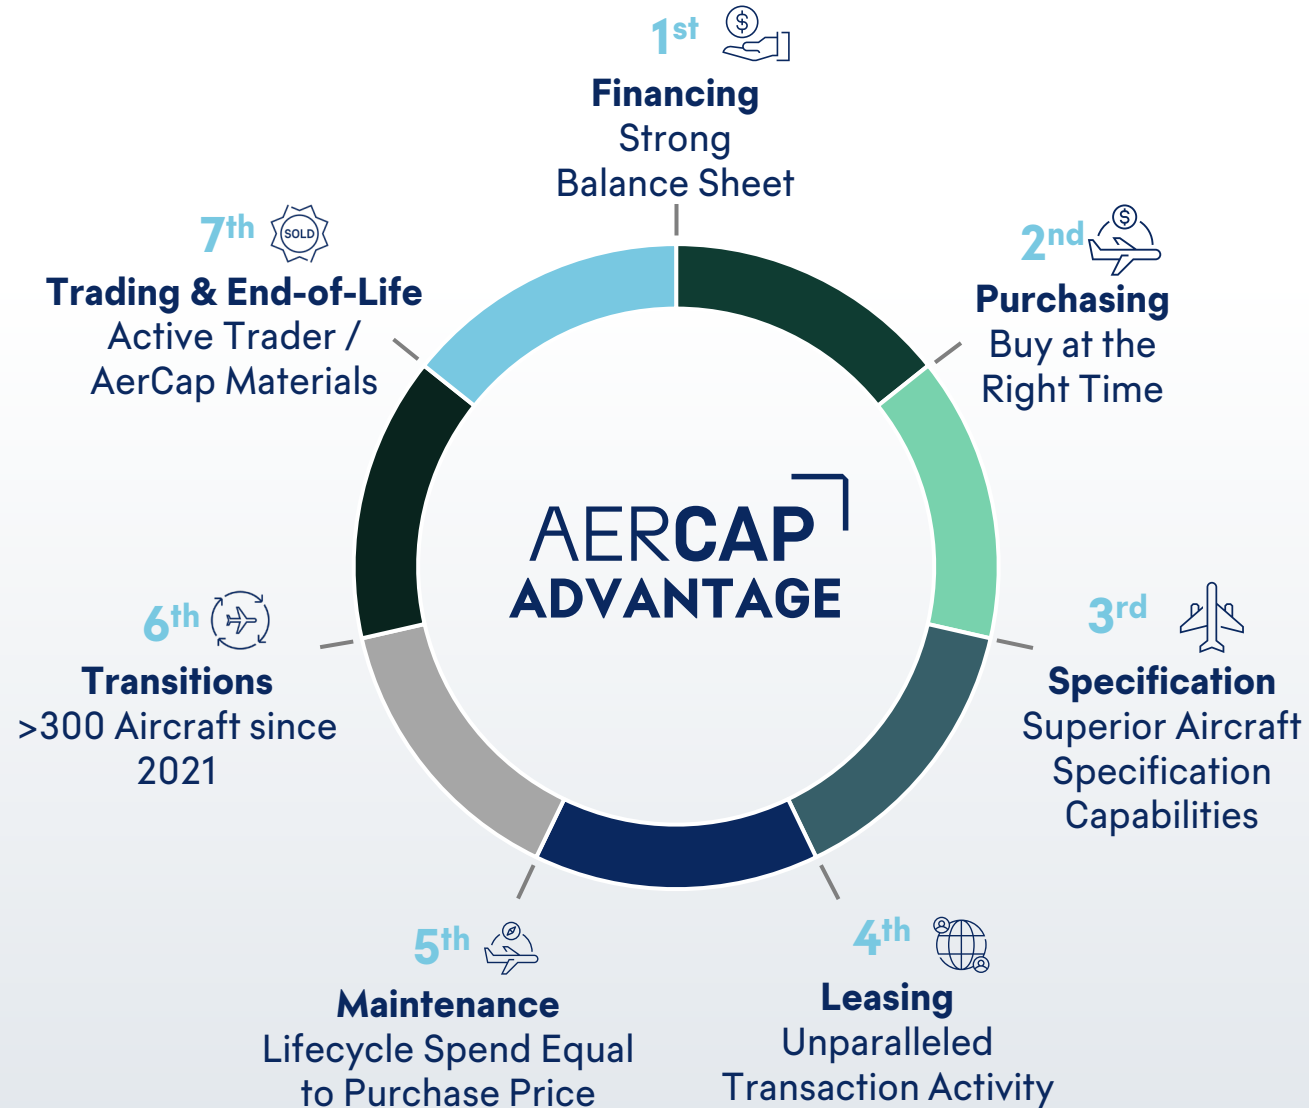 1st
Financing
Strong
Balance Sheet
2nd
Purchasing
Buy at the
Right Time
3rd
Specification
Superior Aircraft
Specification
Capabilities
4th
Leasing
Unparalleled
Transaction Activity
5th
Maintenance
Lifecycle Spend Equal
to Purchase Price
6th
Transitions
>300 Aircraft since
2021
7th
SOLD
Trading & End-of-Life
Active Trader /
AerCap Materials
AERCAP
ADVANTAGE